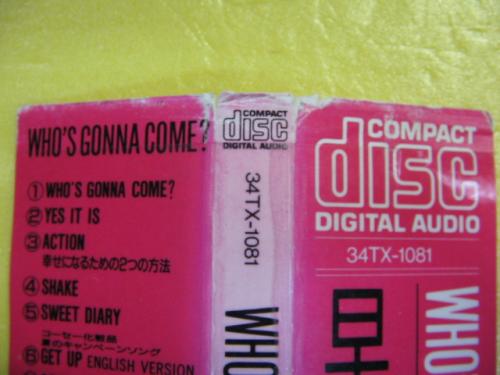 WHO'S GONNA COME?
① WHO'S GONNA COME?
② YES IT IS
③ ACTION
幸せになるための2つの方法
④ SHAKE
⑤ SWEET DIARY
コーセー化粧品
夏のキャンペーンソング
⑥ GET UP ENGLISH VERSION
COMPACT
disc
DIGITAL AUDIO
34TX-1081
WHO
COMPACT
disc
DIGITAL AUDIO
34TX-1081
WHO